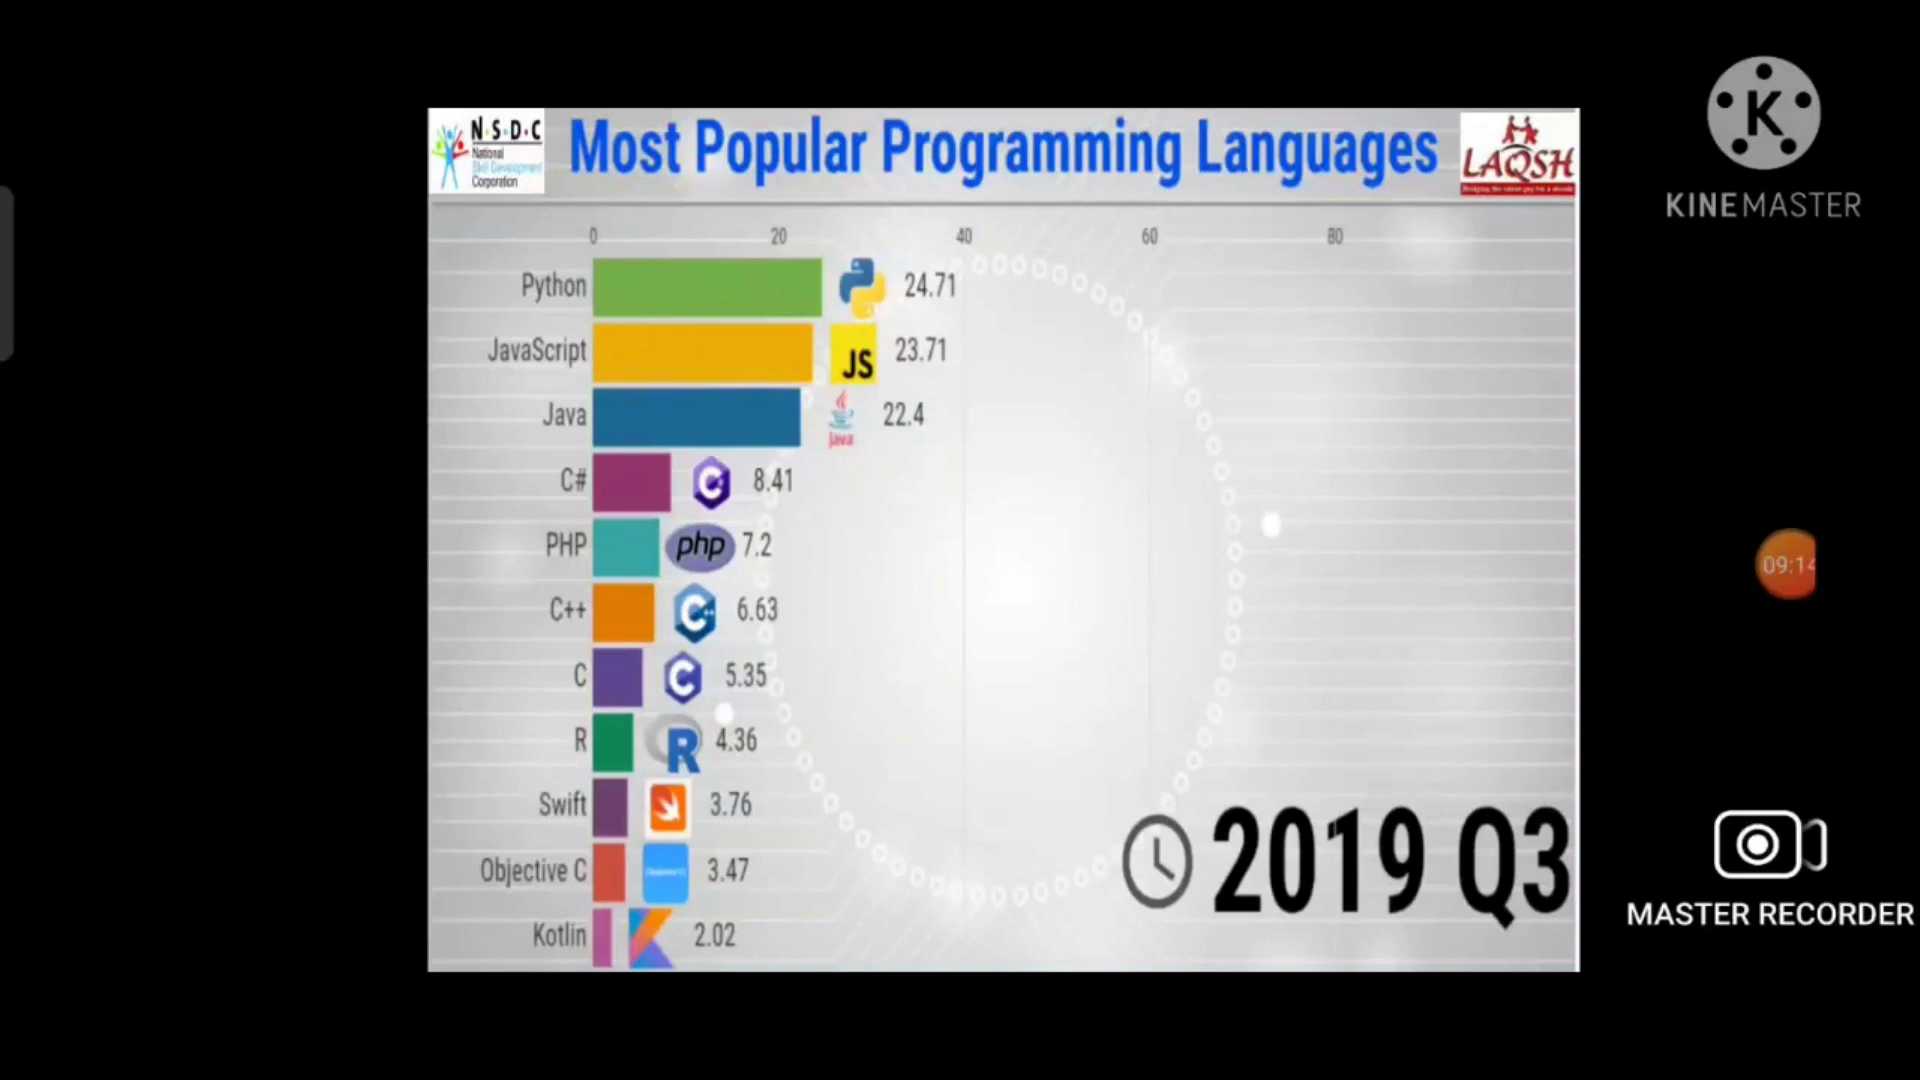 N·S·D·C
National
Skill Development
Corporation
Most Popular Programming Languages
LAQSH
K
KINEMASTER
0 20 40 60 80
Python 24.71
JavaScript JS 23.71
Java Java 22.4
C# C 8.41
PHP php 7.2
C++ C++ 6.63
C C 5.35
R R 4.36
Swift 3.76
Objective C 3.47
Kotlin 2.02
2019 Q3
09:14
MASTER RECORDER